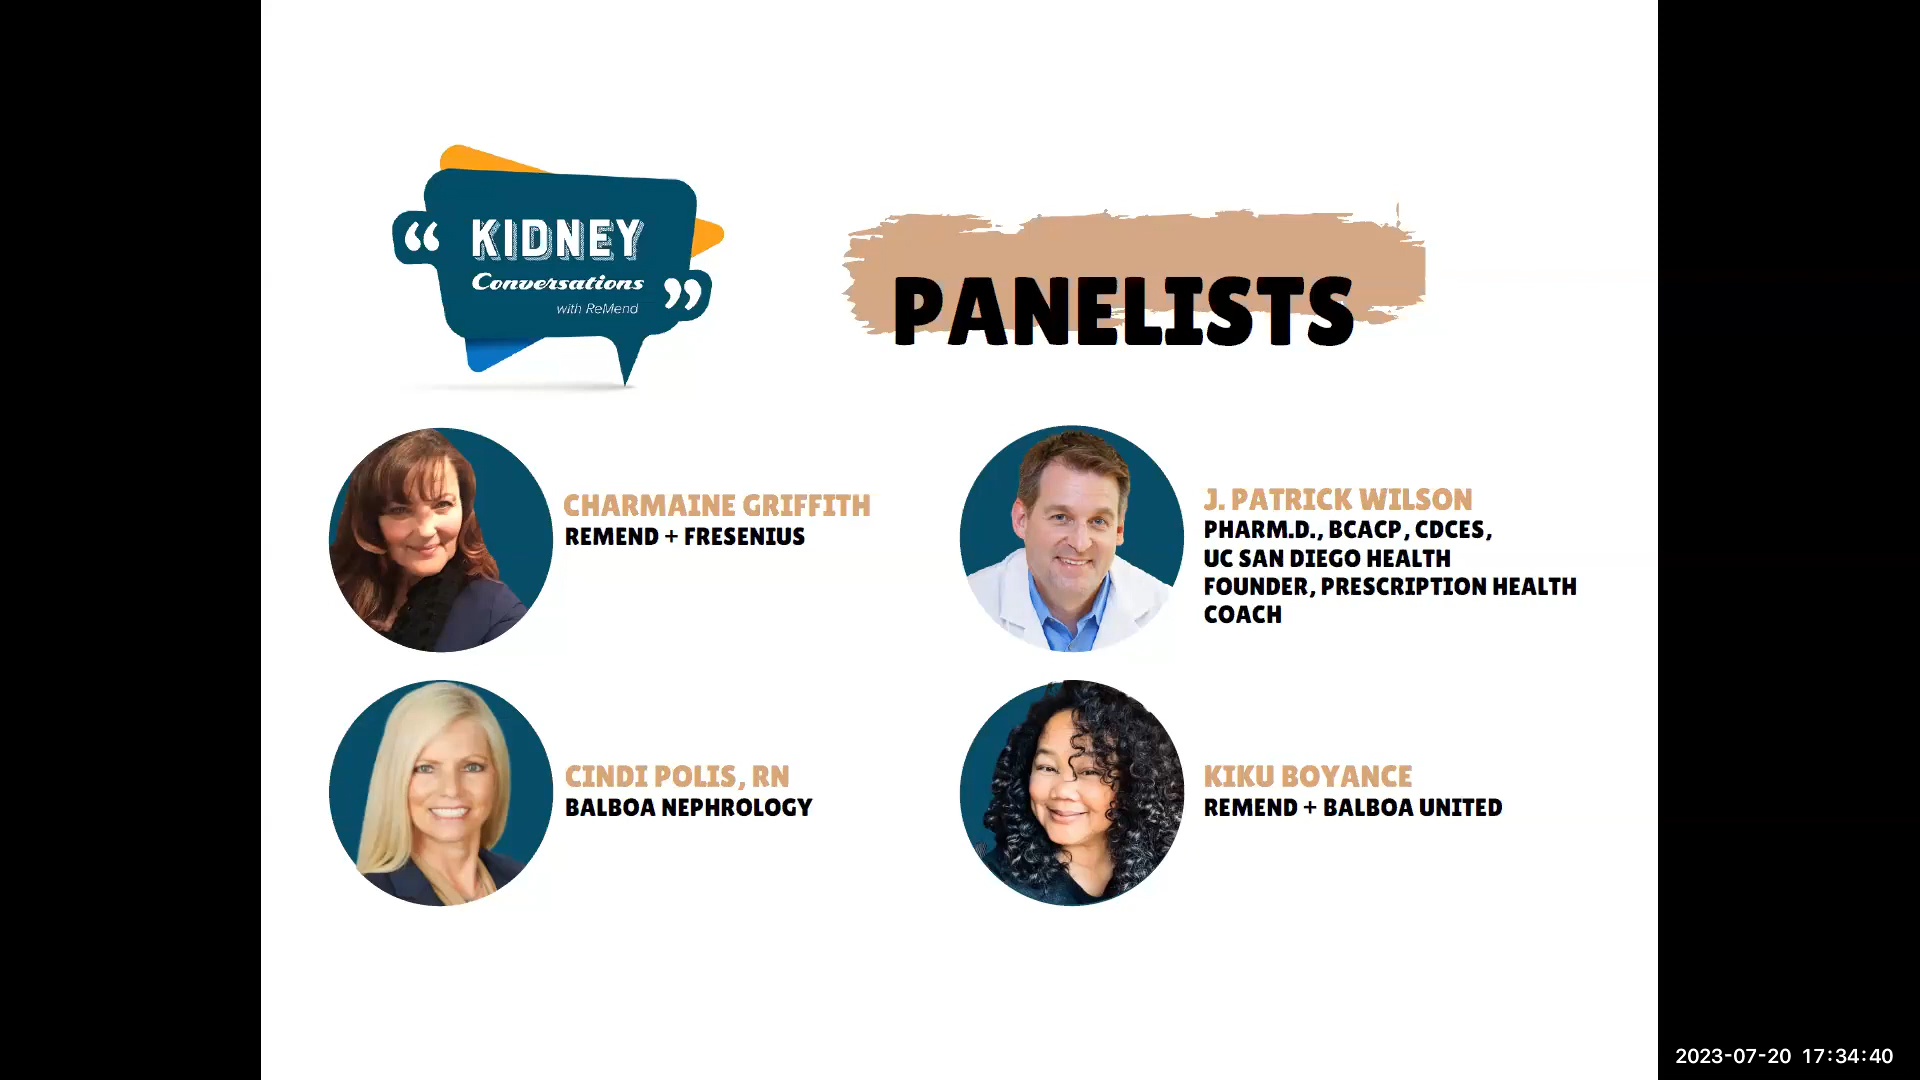 “ KIDNEY
Conversations ”
with ReMend
PANELISTS
CHARMAINE GRIFFITH
REMEND + FRESENIUS
J. PATRICK WILSON
PHARM.D., BCACP, CDCES,
UC SAN DIEGO HEALTH
FOUNDER, PRESCRIPTION HEALTH
COACH
CINDI POLIS, RN
BALBOA NEPHROLOGY
KIKU BOYANCE
REMEND + BALBOA UNITED
2023-07-20 17:34:40